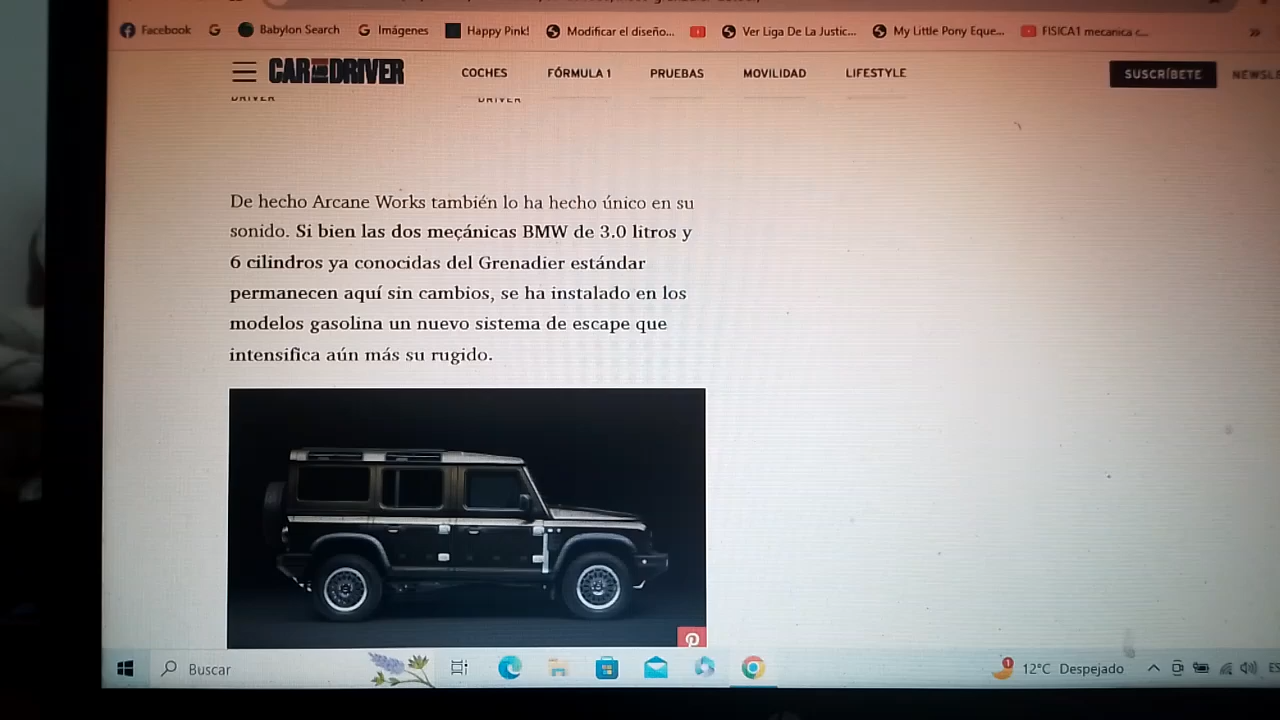 Facebook Babylon Search Imágenes Happy Pink! Modificar el diseño... Ver Liga De La Justic... My Little Pony Eque... FISICA1 mecanica c...
CAR AND DRIVER COCHES FÓRMULA 1 PRUEBAS MOVILIDAD LIFESTYLE SUSCRÍBETE
DRIVER DRIVER
De hecho Arcane Works también lo ha hecho único en su
sonido. Si bien las dos mecánicas BMW de 3.0 litros y
6 cilindros ya conocidas del Grenadier estándar
permanecen aquí sin cambios, se ha instalado en los
modelos gasolina un nuevo sistema de escape que
intensifica aún más su rugido.
Buscar 1 12°C Despejado